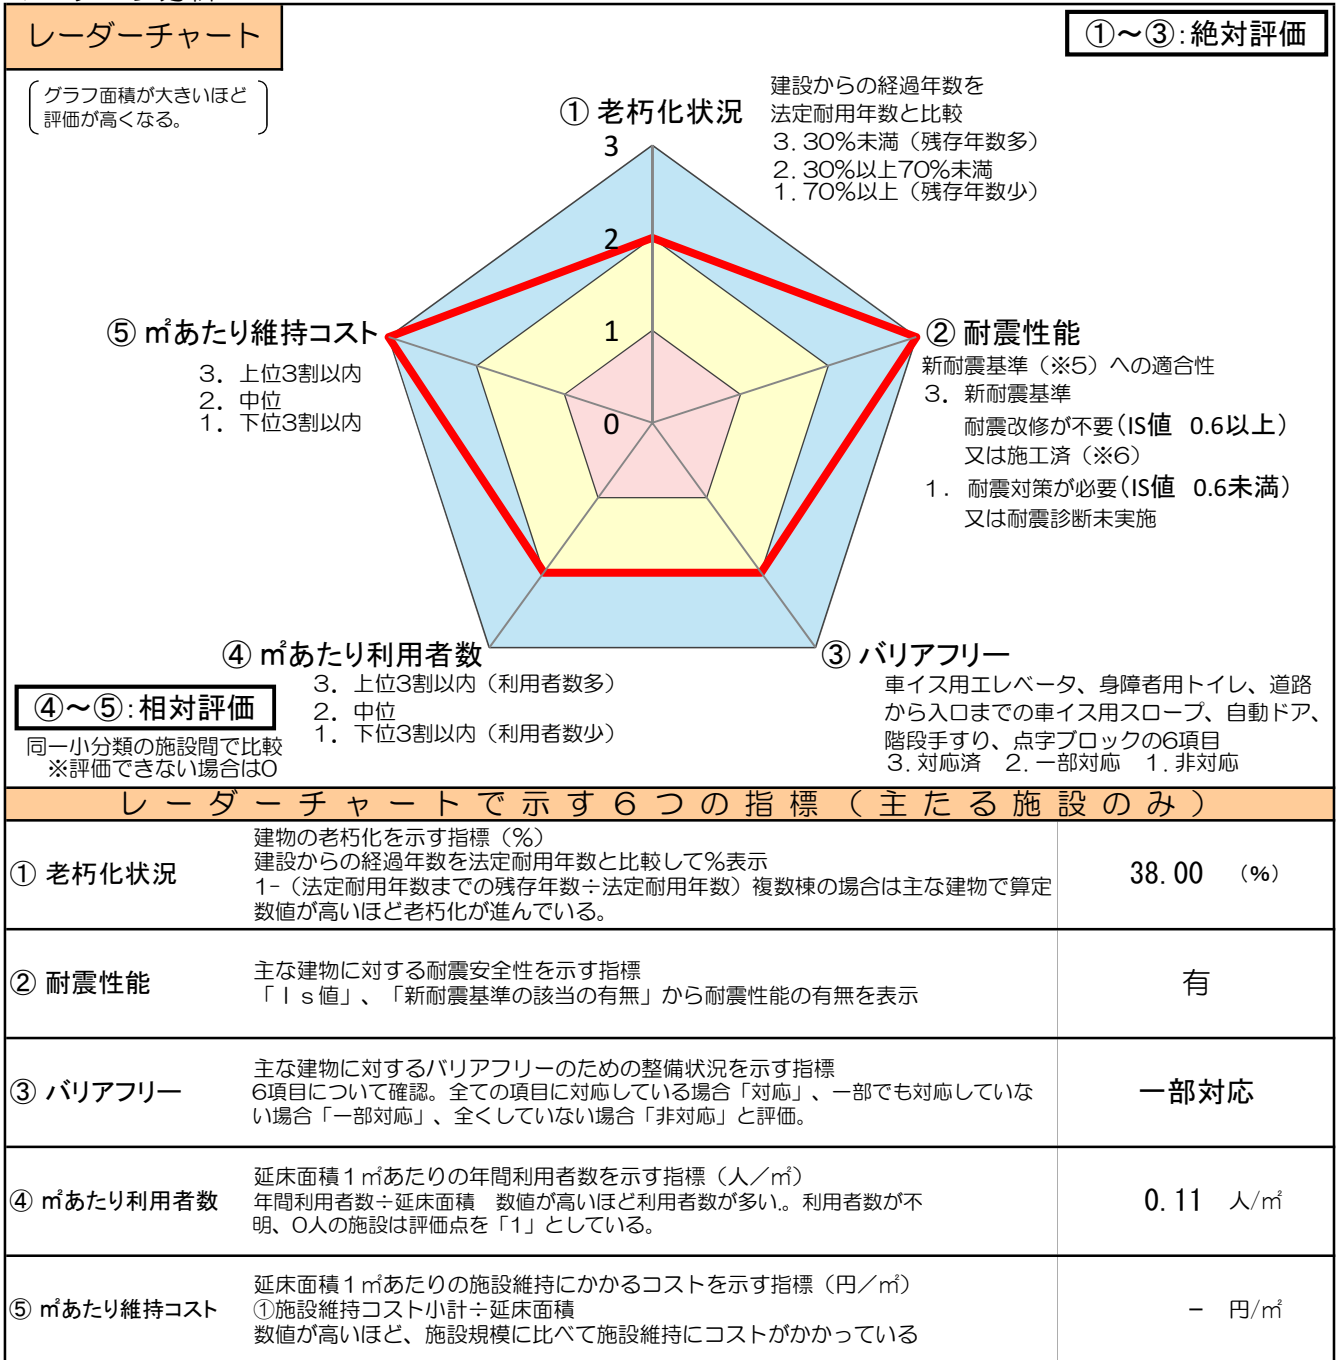 レーダーチャート
①～③:絶対評価
グラフ面積が大きいほど
評価が高くなる。
① 老朽化状況
建設からの経過年数を
法定耐用年数と比較
3. 30%未満（残存年数多）
2. 30%以上70%未満
1. 70%以上（残存年数少）
3
2
1
0
② 耐震性能
新耐震基準（※5）への適合性
3. 新耐震基準
耐震改修が不要(IS値 0.6以上)
又は施工済（※6）
1. 耐震対策が必要(IS値 0.6未満)
又は耐震診断未実施
⑤ ㎡あたり維持コスト
3. 上位3割以内
2. 中位
1. 下位3割以内
④ ㎡あたり利用者数
3. 上位3割以内（利用者数多）
2. 中位
1. 下位3割以内（利用者数少）
③ バリアフリー
車イス用エレベータ、身障者用トイレ、道路
から入口までの車イス用スロープ、自動ドア、
階段手すり、点字ブロックの6項目
3. 対応済 2. 一部対応 1. 非対応
④～⑤:相対評価
同一小分類の施設間で比較
※評価できない場合は0
レーダーチャートで示す６つの指標（主たる施設のみ）
① 老朽化状況
建物の老朽化を示す指標（%）
建設からの経過年数を法定耐用年数と比較して%表示
1-（法定耐用年数までの残存年数÷法定耐用年数）複数棟の場合は主な建物で算定
数値が高いほど老朽化が進んでいる。
38.00 (%)
② 耐震性能
主な建物に対する耐震安全性を示す指標
「Ｉｓ値」、「新耐震基準の該当の有無」から耐震性能の有無を表示
有
③ バリアフリー
主な建物に対するバリアフリーのための整備状況を示す指標
6項目について確認。全ての項目に対応している場合「対応」、一部でも対応していな
い場合「一部対応」、全くしていない場合「非対応」と評価。
一部対応
④ ㎡あたり利用者数
延床面積１㎡あたりの年間利用者数を示す指標（人／㎡）
年間利用者数÷延床面積 数値が高いほど利用者数が多い。利用者数が不
明、0人の施設は評価点を「1」としている。
0.11 人/㎡
⑤ ㎡あたり維持コスト
延床面積１㎡あたりの施設維持にかかるコストを示す指標（円／㎡）
①施設維持コスト小計÷延床面積
数値が高いほど、施設規模に比べて施設維持にコストがかかっている
－ 円/㎡